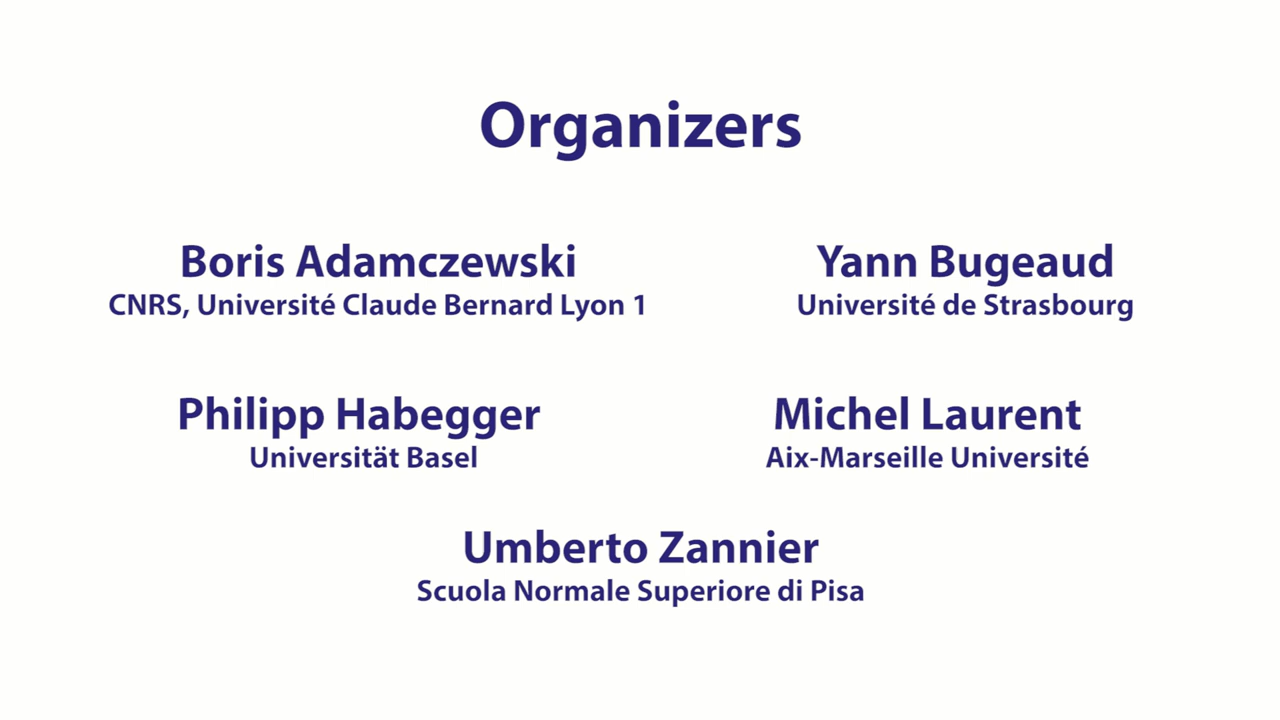 Organizers
Boris Adamczewski
CNRS, Université Claude Bernard Lyon 1
Yann Bugeaud
Université de Strasbourg
Philipp Habegger
Universität Basel
Michel Laurent
Aix-Marseille Université
Umberto Zannier
Scuola Normale Superiore di Pisa